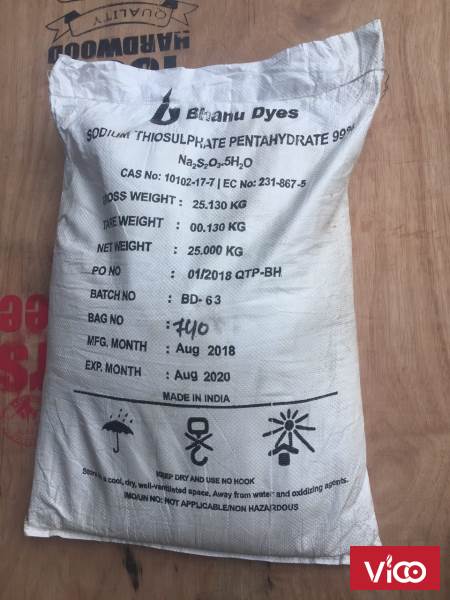 QUALITY
HARDWOOD
Bhanu Dyes
SODIUM THIOSULPHATE PENTAHYDRATE 99%
Na₂S₂O₃.5H₂O
CAS No: 10102-17-7 | EC No: 231-867-5
GROSS WEIGHT : 25.130 KG
TARE WEIGHT : 00.130 KG
NET WEIGHT : 25.000 KG
PO NO : 01/2018 QTP-BH
BATCH NO : BD-63
BAG NO : 740
MFG. MONTH : Aug 2018
EXP. MONTH : Aug 2020
MADE IN INDIA
KEEP DRY AND USE NO HOOK
in a cool, dry, well-ventilated space. Away from water and oxidizing agents.
IMO/UN NO: NOT APPLICABLE/NON HAZARDOUS
VIOO